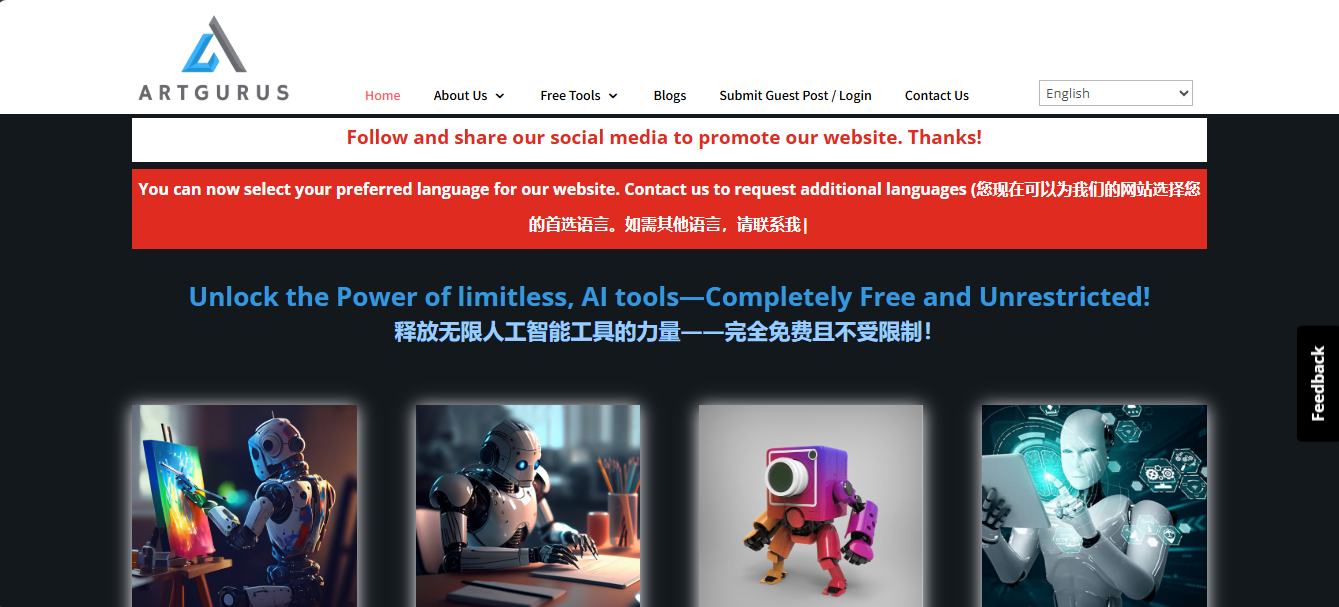 ARTGURUS
Home About Us Free Tools Blogs Submit Guest Post / Login Contact Us English
Follow and share our social media to promote our website. Thanks!
You can now select your preferred language for our website. Contact us to request additional languages (您现在可以为我们的网站选择您
的首选语言。如需其他语言，请联系我|
Unlock the Power of limitless, AI tools—Completely Free and Unrestricted!
释放无限人工智能工具的力量——完全免费且不受限制！
Feedback